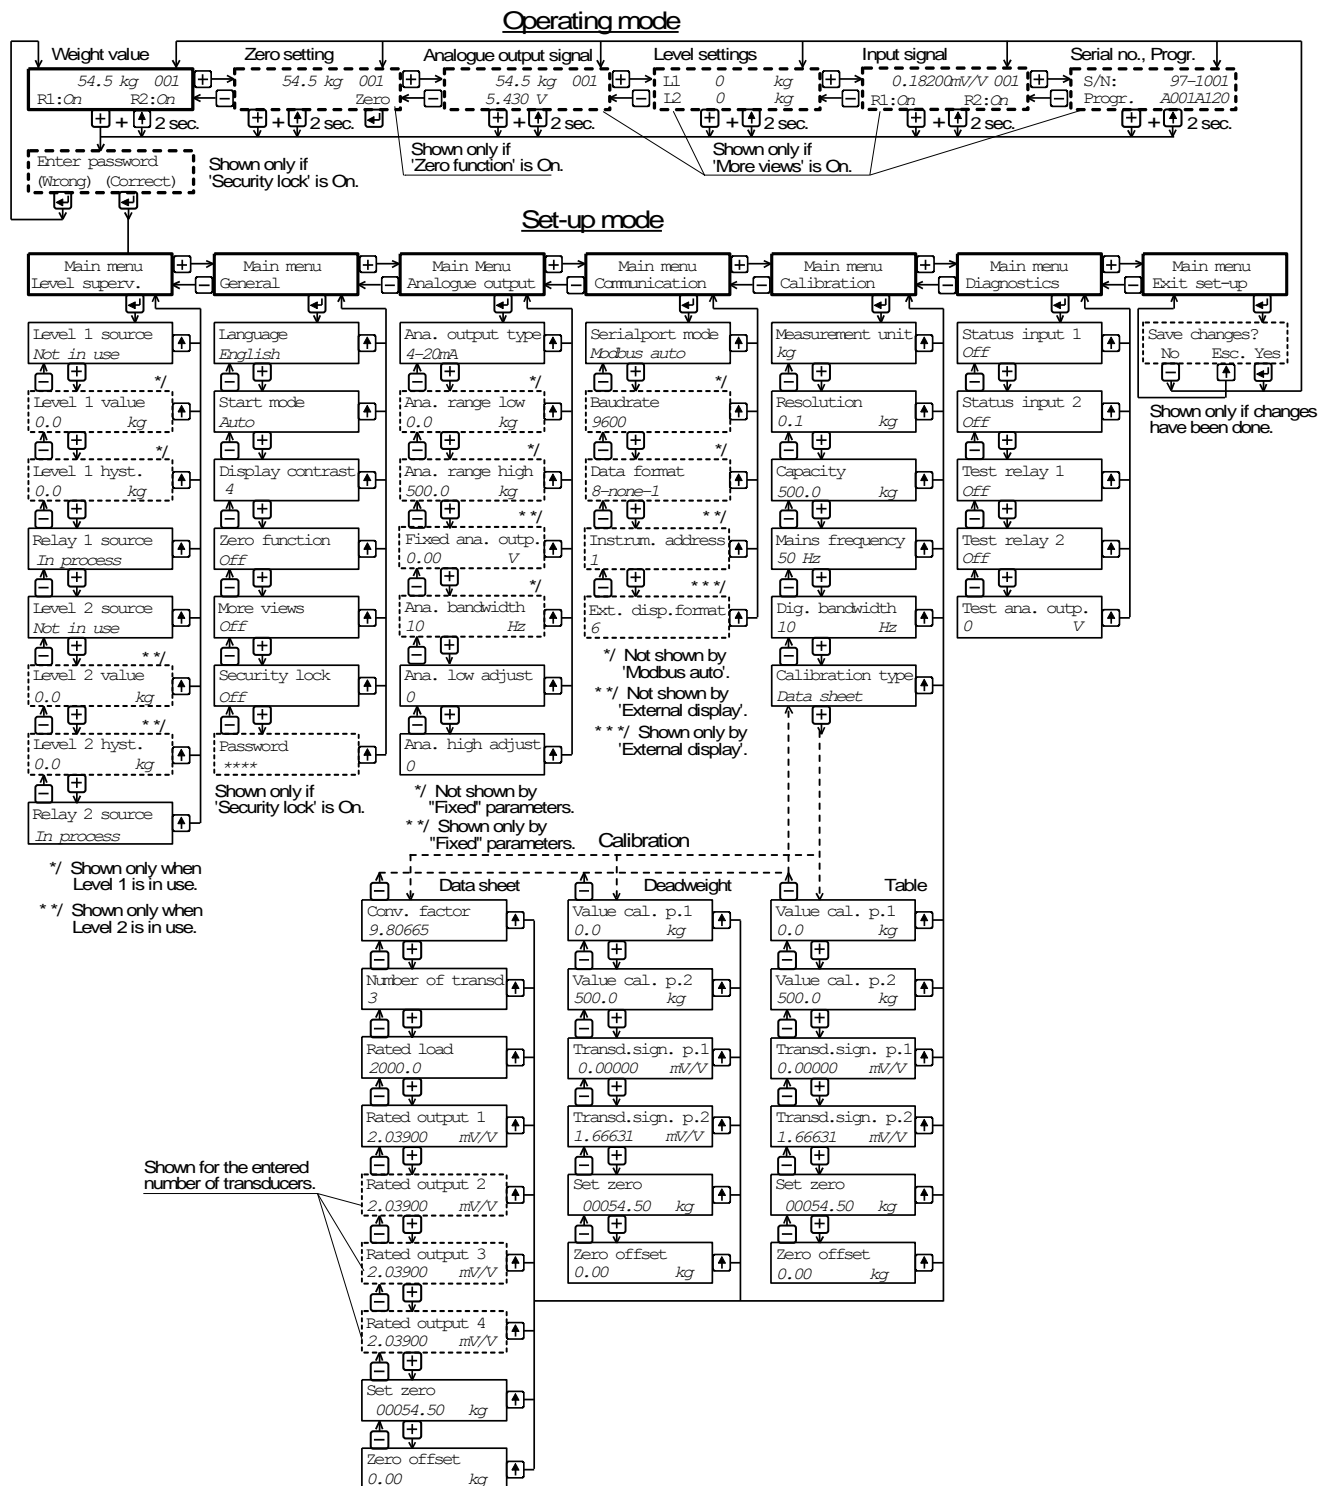 Operating mode
Weight value
Zero setting
Analogue output signal
Level settings
Input signal
Serial no., Progr.
54.5 kg 001
R1:On R2:On
54.5 kg 001
Zero
54.5 kg 001
5.430 V
L1 0 kg
L2 0 kg
0.18200mV/V 001
R1:On R2:On
S/N: 97-1001
Progr. A001A120
+ 2 sec.
+ 2 sec.
+ 2 sec.
+ 2 sec.
+ 2 sec.
+ 2 sec.
Enter password
(Wrong) (Correct)
Shown only if
'Security lock' is On.
Shown only if
'Zero function' is On.
Shown only if
'More views' is On.
Set-up mode
Main menu
Level superv.
Main menu
General
Main Menu
Analogue output
Main menu
Communication
Main menu
Calibration
Main menu
Diagnostics
Main menu
Exit set-up
Level 1 source
Not in use
*/
Level 1 value
0.0 kg
*/
Level 1 hyst.
0.0 kg
Relay 1 source
In process
Level 2 source
Not in use
**/
Level 2 value
0.0 kg
**/
Level 2 hyst.
0.0 kg
Relay 2 source
In process
*/ Shown only when
Level 1 is in use.
**/ Shown only when
Level 2 is in use.
Language
English
Start mode
Auto
Display contrast
4
Zero function
Off
More views
Off
Security lock
Off
Password
****
Shown only if
'Security lock' is On.
Ana. output type
4-20mA
*/
Ana. range low
0.0 kg
*/
Ana. range high
500.0 kg
**/
Fixed ana. outp.
0.00 V
*/
Ana. bandwidth
10 Hz
Ana. low adjust
0
Ana. high adjust
0
*/ Not shown by
"Fixed" parameters.
**/ Shown only by
"Fixed" parameters.
Serialport mode
Modbus auto
*/
Baudrate
9600
*/
Data format
8-none-1
**/
Instrum. address
1
***/
Ext. disp.format
6
*/ Not shown by
'Modbus auto'.
**/ Not shown by
'External display'.
***/ Shown only by
'External display'.
Measurement unit
kg
Resolution
0.1 kg
Capacity
500.0 kg
Mains frequency
50 Hz
Dig. bandwidth
10 Hz
Calibration type
Data sheet
Status input 1
Off
Status input 2
Off
Test relay 1
Off
Test relay 2
Off
Test ana. outp.
0 V
Save changes?
No Esc. Yes
Shown only if changes
have been done.
Calibration
Data sheet
Conv. factor
9.80665
Number of transd
3
Rated load
2000.0
Rated output 1
2.03900 mV/V
Rated output 2
2.03900 mV/V
Rated output 3
2.03900 mV/V
Rated output 4
2.03900 mV/V
Set zero
00054.50 kg
Zero offset
0.00 kg
Shown for the entered
number of transducers.
Deadweight
Value cal. p.1
0.0 kg
Value cal. p.2
500.0 kg
Transd.sign. p.1
0.00000 mV/V
Transd.sign. p.2
1.66631 mV/V
Set zero
00054.50 kg
Zero offset
0.00 kg
Table
Value cal. p.1
0.0 kg
Value cal. p.2
500.0 kg
Transd.sign. p.1
0.00000 mV/V
Transd.sign. p.2
1.66631 mV/V
Set zero
00054.50 kg
Zero offset
0.00 kg